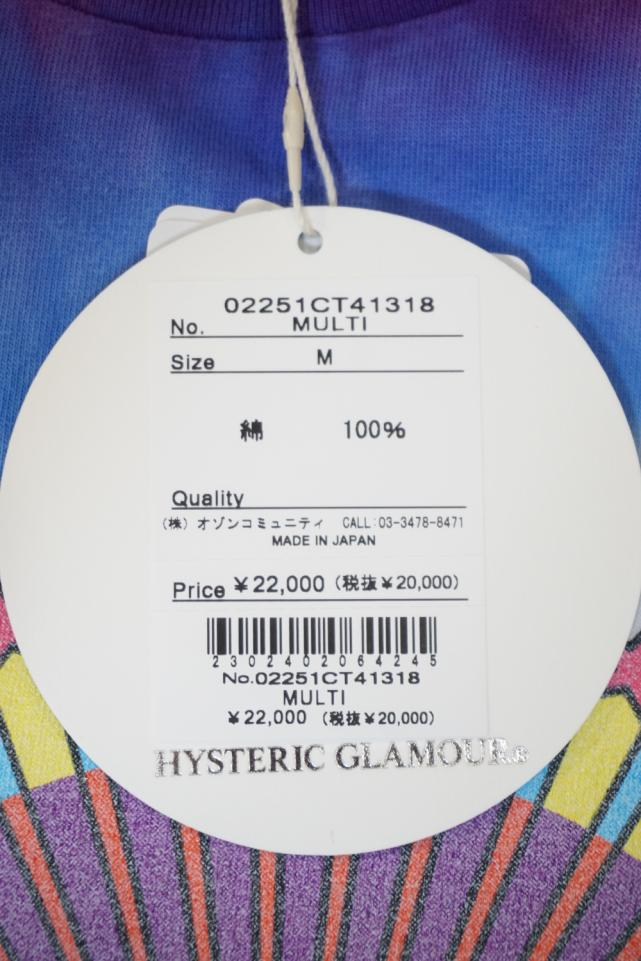 02251CT41318
No. MULTI
Size M
綿 100%
Quality
（株）オゾンコミュニティ CALL:03-3478-8471
MADE IN JAPAN
Price ¥22,000（税抜¥20,000）
2302402064245
No.02251CT41318
MULTI
¥22,000（税抜¥20,000）
HYSTERIC GLAMOUR®